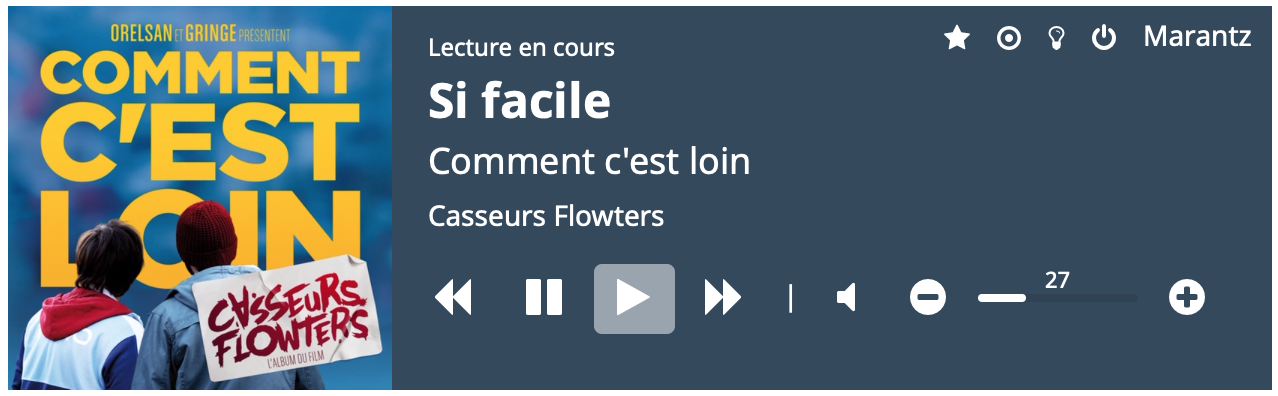 ORELSAN ET GRINGE PRÉSENTENT
COMMENT
C'EST
LOIN
CASSEURS
FLOWTERS
L'ALBUM DU FILM
Lecture en cours
Si facile
Comment c'est loin
Casseurs Flowters
Marantz
27